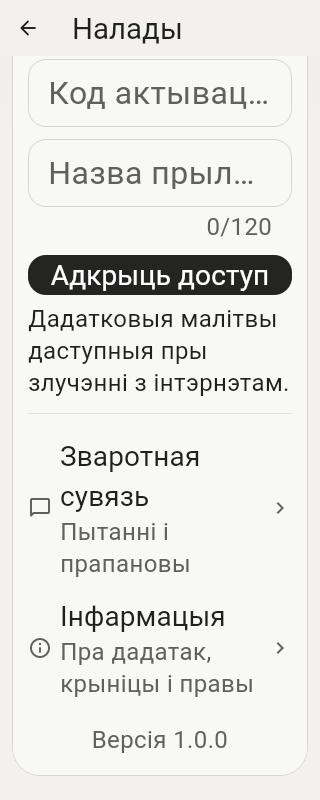 Налады
Код актывац...
Назва прыл...
0/120
Адкрыць доступ
Дадатковыя малітвы
даступныя пры
злучэнні з інтэрнэтам.
Зваротная
сувязь
Пытанні і
прапановы
Інфармацыя
Пра дадатак,
крыніцы і правы
Версія 1.0.0